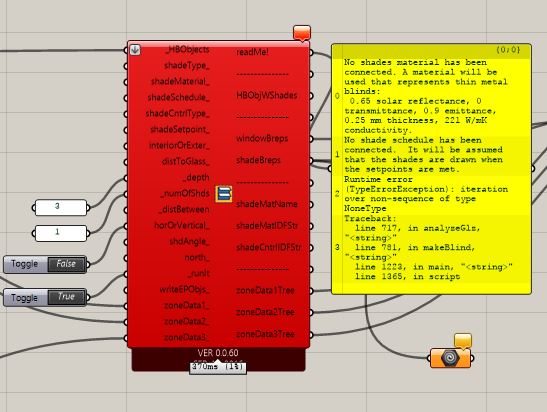 _HBObjects
shadeType_
shadeMaterial_
shadeSchedule_
shadeCntrlType_
shadeSetpoint_
interiorOrExter_
distToGlass_
_depth
_numOfShds
_distBetween
horOrVertical_
shdAngle_
north_
_runIt
writeEPObjs_
zoneData1_
zoneData2_
zoneData3_
readMe!
---------------
HBObjWShades
---------------
windowBreps
shadeBreps
---------------
shadeMatName
shadeMatIDFStr
shadeCntrlIDFStr
---------------
zoneData1Tree
zoneData2Tree
zoneData3Tree
VER 0.0.60
370ms (1%)
3
1
Toggle False
Toggle True
{0;0}
0 No shades material has been
connected. A material will be
used that represents thin metal
blinds:
0.65 solar reflectance, 0
transmittance, 0.9 emittance,
0.25 mm thickness, 221 W/mK
conductivity.
1 No shade schedule has been
connected.  It will be assumed
that the shades are drawn when
the setpoints are met.
2 Runtime error
(TypeErrorException): iteration
over non-sequence of type
NoneType
3 Traceback:
line 717, in analyzeGlz,
"<string>"
line 781, in makeBlind,
"<string>"
line 1223, in main, "<string>"
line 1365, in script